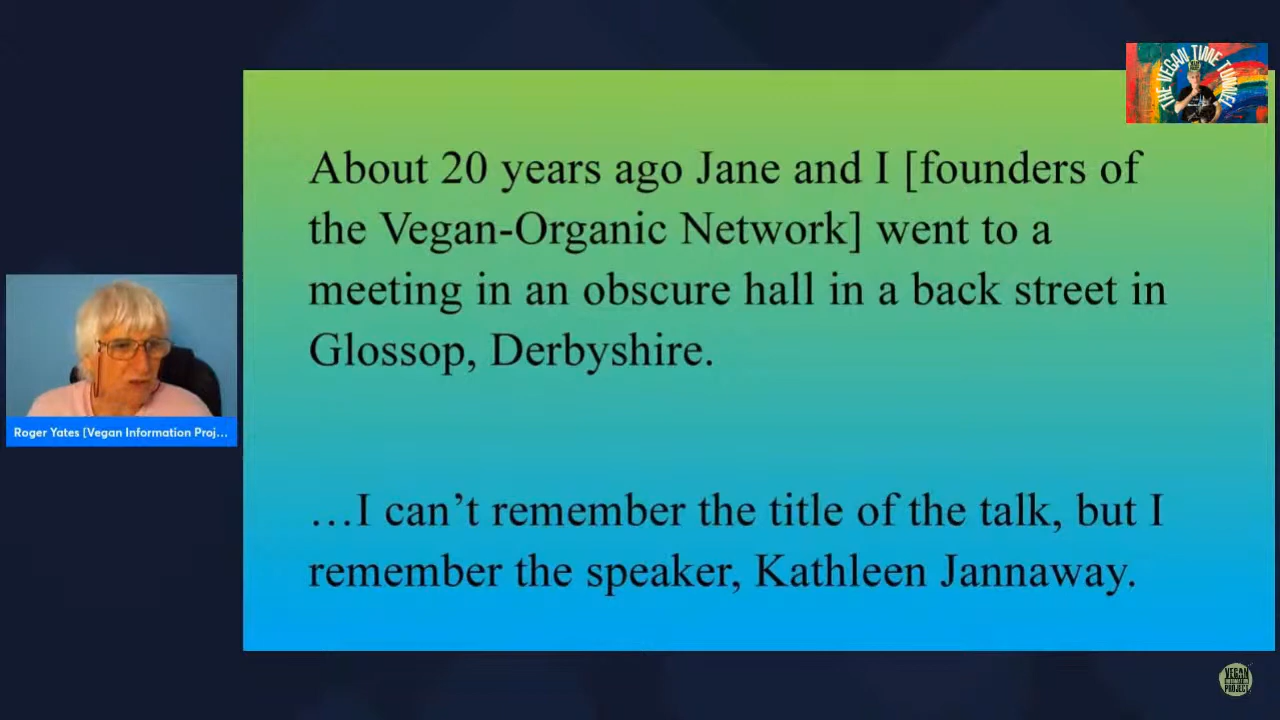 THE VEGAN TIME TUNNEL
About 20 years ago Jane and I [founders of
the Vegan-Organic Network] went to a
meeting in an obscure hall in a back street in
Glossop, Derbyshire.
…I can’t remember the title of the talk, but I
remember the speaker, Kathleen Jannaway.
Roger Yates [Vegan Information Proj...
VEGAN
PROJECT